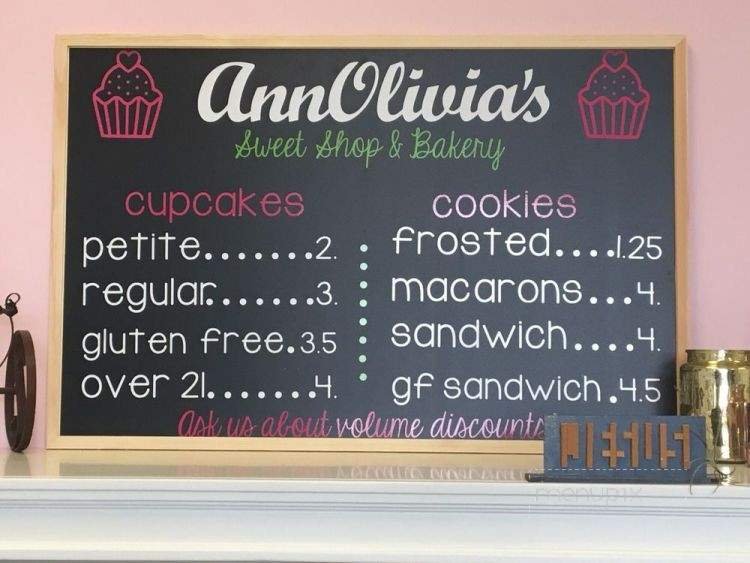 AnnOlivia's
Sweet Shop & Bakery
cupcakes
petite.......2.
regular.......3.
gluten free.3.5
over 21.......4.
cookies
frosted....1.25
macarons...4.
sandwich....4.
gf sandwich.4.5
Ask us about volume discounts
menupix